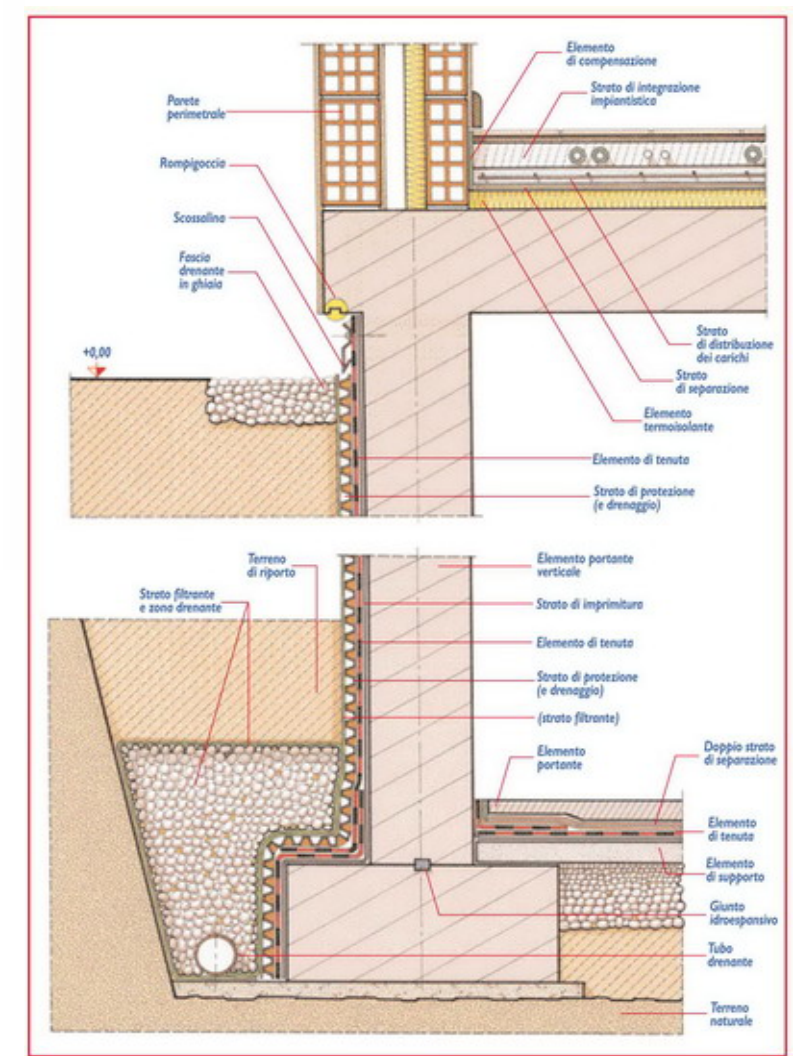 Elemento
di compensazione
Strato di integrazione
impiantistica
Parete
perimetrale
Rompigoccia
Scossalina
Fascia
drenante
in ghiaia
+0,00
Strato
di distribuzione
dei carichi
Strato
di separazione
Elemento
termoisolante
Elemento di tenuta
Strato di protezione
(e drenaggio)
Terreno
di riporto
Strato filtrante
e zona drenante
Elemento portante
verticale
Strato di imprimitura
Elemento di tenuta
Strato di protezione
(e drenaggio)
(strato filtrante)
Elemento
portante
Doppio strato
di separazione
Elemento
di tenuta
Elemento
di supporto
Giunto
idroespansivo
Tubo
drenante
Terreno
naturale